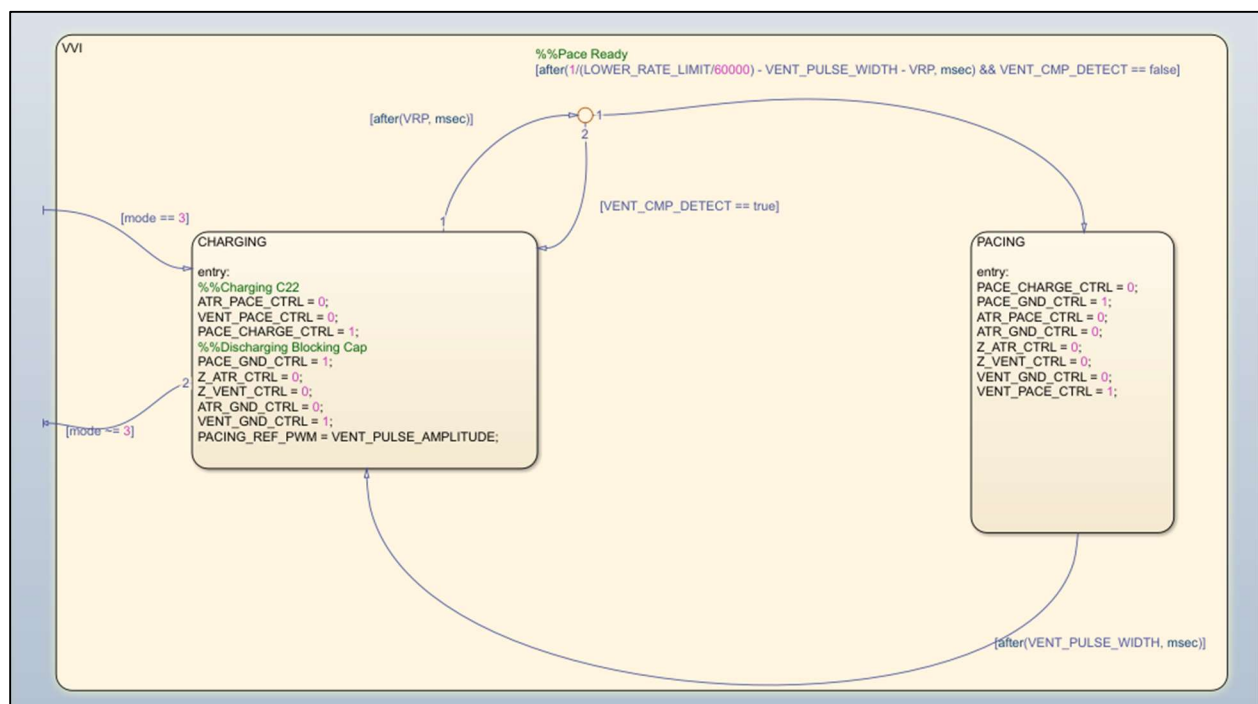 VVI
%%Pace Ready
[after(1/(LOWER_RATE_LIMIT/60000) - VENT_PULSE_WIDTH - VRP, msec) && VENT_CMP_DETECT == false]
[after(VRP, msec)]
1
2
[VENT_CMP_DETECT == true]
[mode == 3]
1
CHARGING
entry:
%%Charging C22
ATR_PACE_CTRL = 0;
VENT_PACE_CTRL = 0;
PACE_CHARGE_CTRL = 1;
%%Discharging Blocking Cap
PACE_GND_CTRL = 1;
Z_ATR_CTRL = 0;
Z_VENT_CTRL = 0;
ATR_GND_CTRL = 0;
VENT_GND_CTRL = 1;
PACING_REF_PWM = VENT_PULSE_AMPLITUDE;
2
[mode ~= 3]
PACING
entry:
PACE_CHARGE_CTRL = 0;
PACE_GND_CTRL = 1;
ATR_PACE_CTRL = 0;
ATR_GND_CTRL = 0;
Z_ATR_CTRL = 0;
Z_VENT_CTRL = 0;
VENT_GND_CTRL = 0;
VENT_PACE_CTRL = 1;
[after(VENT_PULSE_WIDTH, msec)]